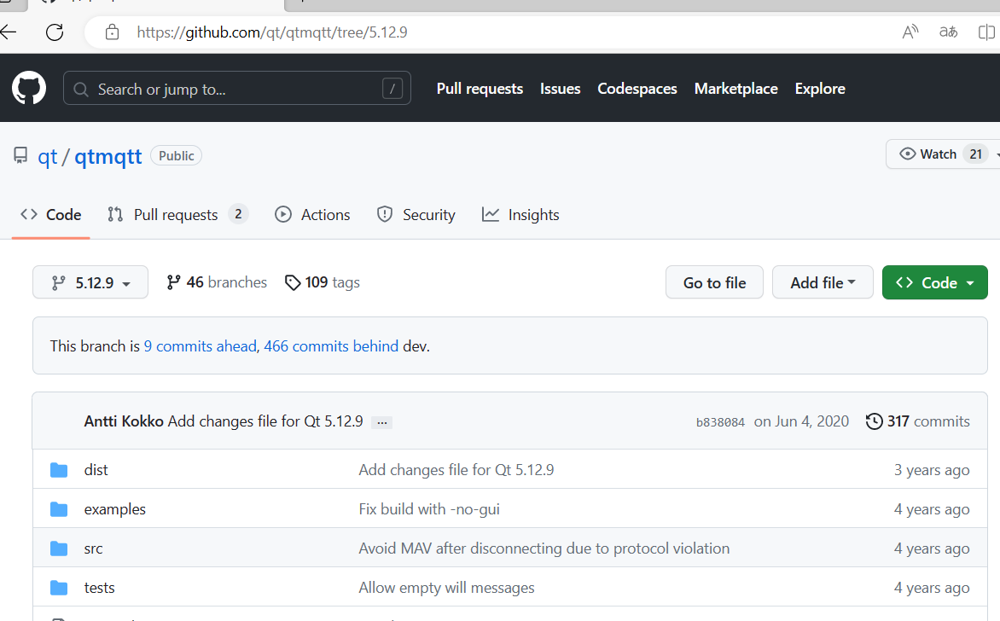 https://github.com/qt/qtmqtt/tree/5.12.9
A あ
Search or jump to... /
Pull requests Issues Codespaces Marketplace Explore
qt / qtmqtt Public
Watch 21
Code Pull requests 2 Actions Security Insights
5.12.9 46 branches 109 tags Go to file Add file Code
This branch is 9 commits ahead, 466 commits behind dev.
Antti Kokko Add changes file for Qt 5.12.9 ... b838084 on Jun 4, 2020 317 commits
dist Add changes file for Qt 5.12.9 3 years ago
examples Fix build with -no-gui 4 years ago
src Avoid MAV after disconnecting due to protocol violation 4 years ago
tests Allow empty will messages 4 years ago